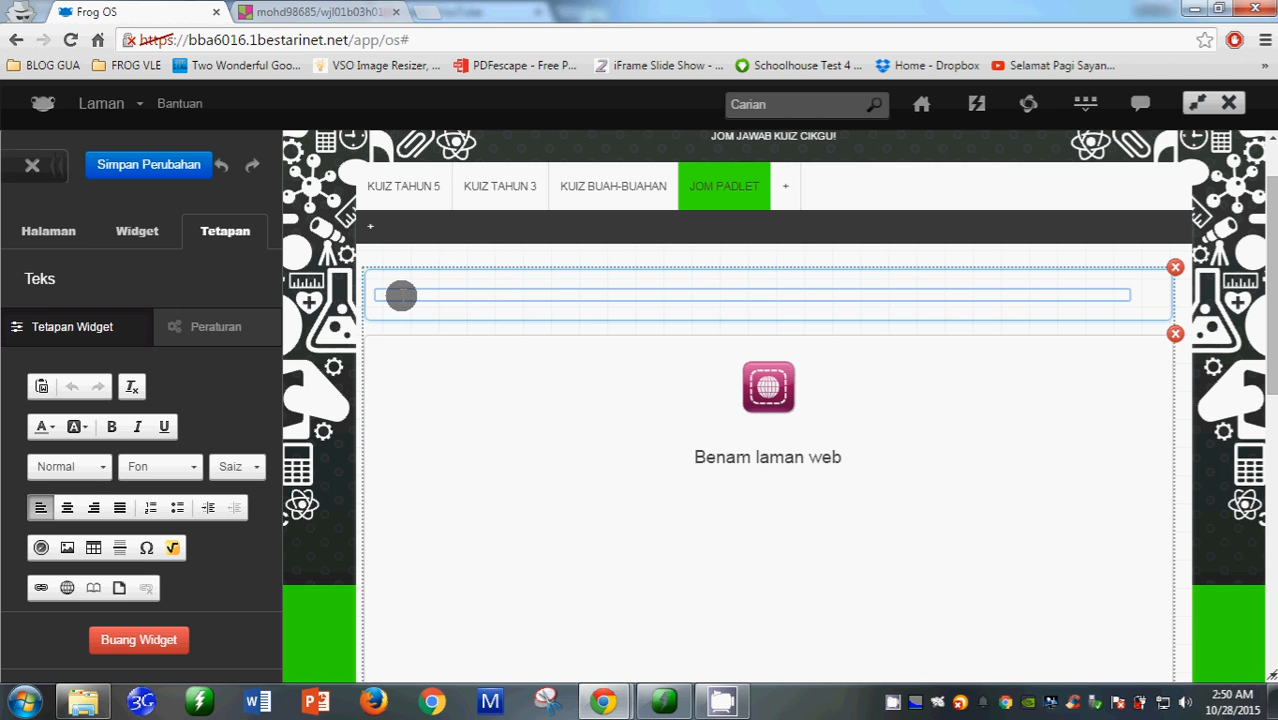 Frog OS
mohd98685/wjl01b03h01
https://bba6016.1bestarinet.net/app/os#
BLOG GUA
FROG VLE
Two Wonderful Goo...
VSO Image Resizer, ...
PDFescape - Free P...
iFrame Slide Show - ...
Schoolhouse Test 4 ...
Home - Dropbox
Selamat Pagi Sayan...
»
Laman
Bantuan
Carian
JOM JAWAB KUIZ CIKGU!
Simpan Perubahan
KUIZ TAHUN 5
KUIZ TAHUN 3
KUIZ BUAH-BUAHAN
JOM PADLET
+
+
Halaman
Widget
Tetapan
Teks
Tetapan Widget
Peraturan
A
A
B
I
U
Normal
Fon
Saiz
Benam laman web
Buang Widget
3G
W
P
M
2:50 AM
10/28/2015